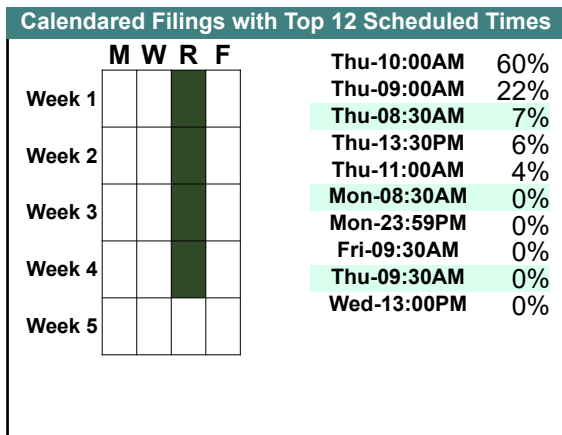 Calendared Filings with Top 12 Scheduled Times
M W R F
Week 1
Week 2
Week 3
Week 4
Week 5
Thu-10:00AM 60%
Thu-09:00AM 22%
Thu-08:30AM 7%
Thu-13:30PM 6%
Thu-11:00AM 4%
Mon-08:30AM 0%
Mon-23:59PM 0%
Fri-09:30AM 0%
Thu-09:30AM 0%
Wed-13:00PM 0%